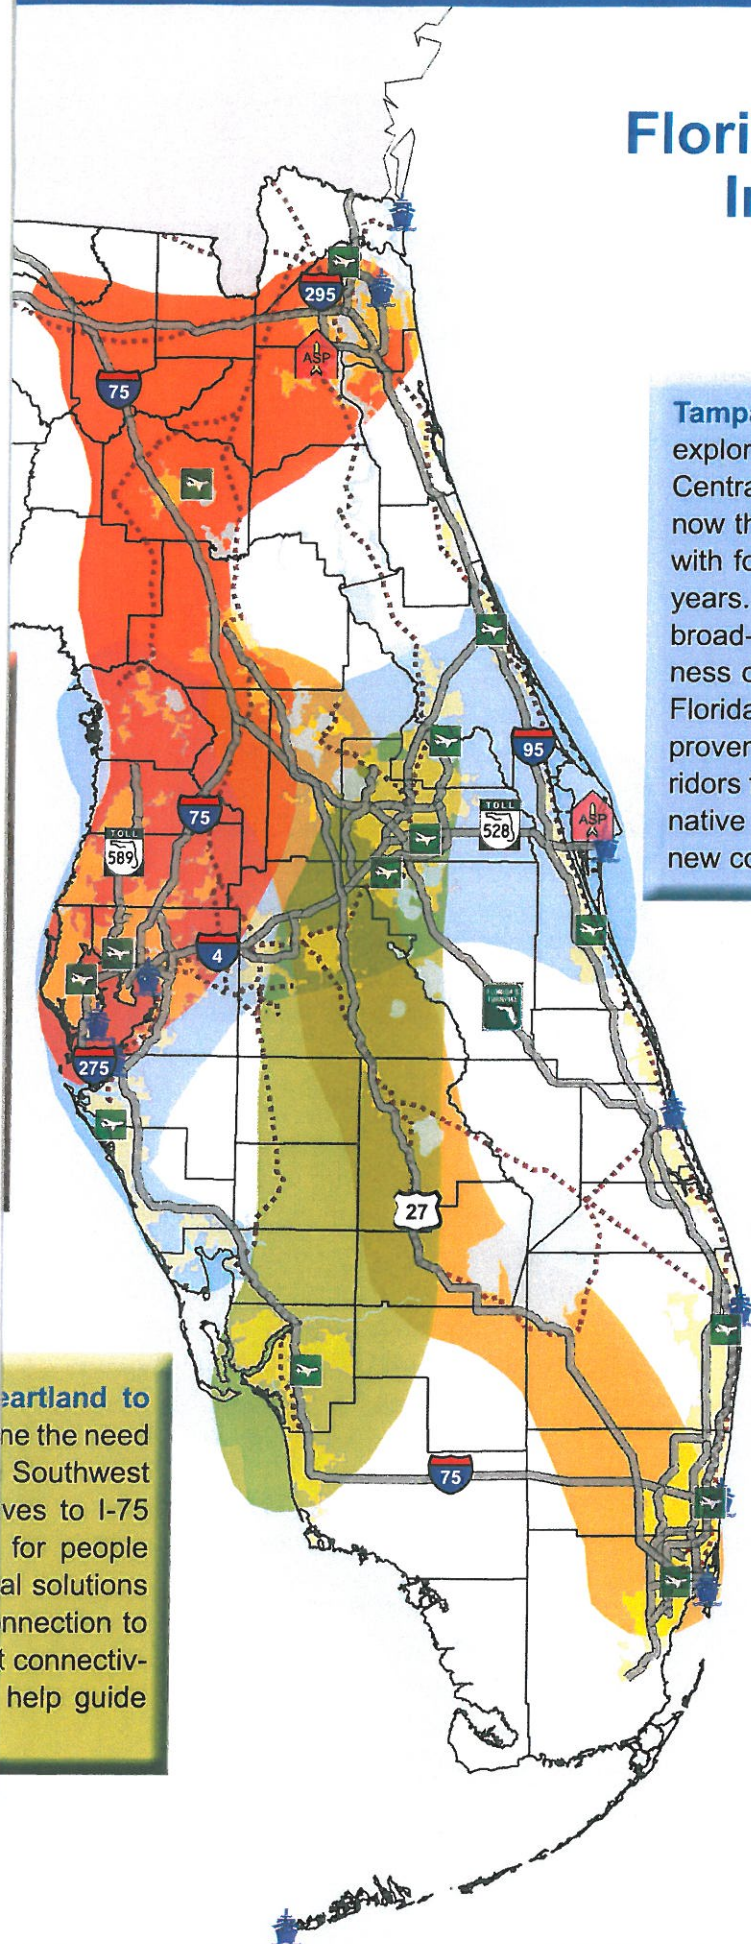 Flori
In
295
ASP
75
Tampa
explor
Centra
now th
with fo
years.
broad-
ness c
Florida
prover
ridors
native
new co
95
75
TOLL
589
TOLL
528
ASP
4
TURNPIKE
275
27
eartland to
ne the need
Southwest
ves to I-75
for people
al solutions
nnection to
t connectiv-
help guide
75